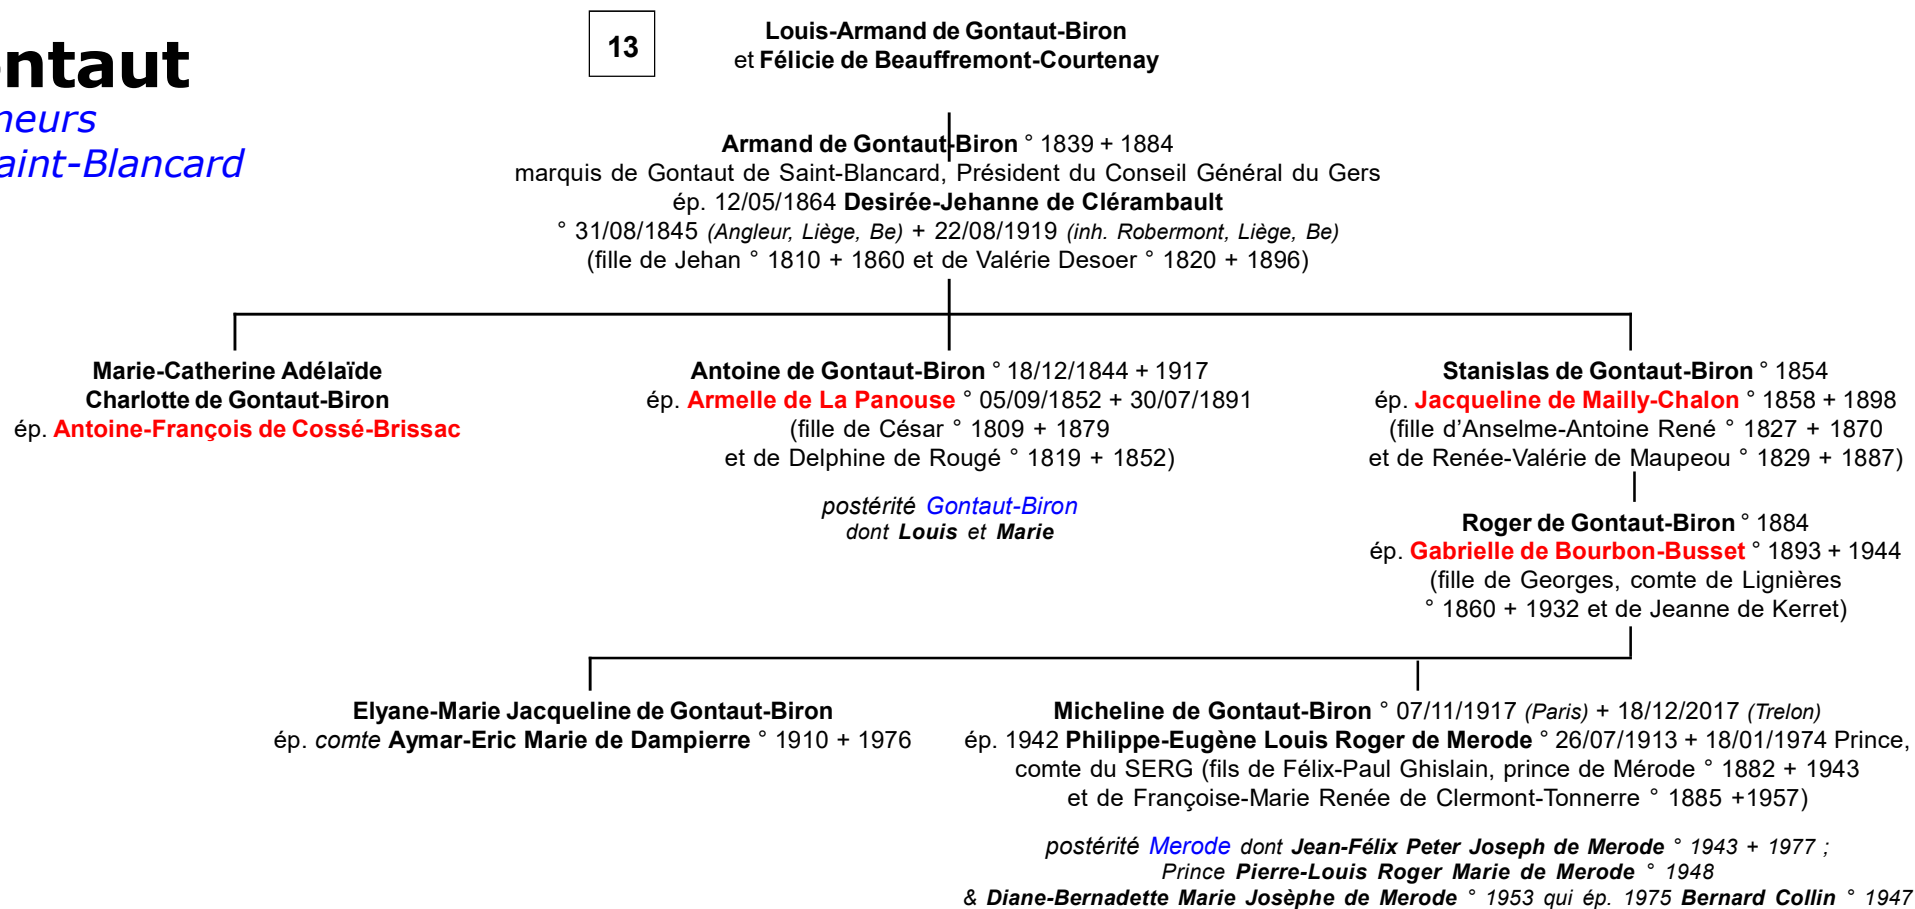 ntaut
neurs
aint-Blancard
13
Louis-Armand de Gontaut-Biron
et Félicie de Beauffremont-Courtenay
Armand de Gontaut-Biron ° 1839 + 1884
marquis de Gontaut de Saint-Blancard, Président du Conseil Général du Gers
ép. 12/05/1864 Desirée-Jehanne de Clérambault
° 31/08/1845 (Angleur, Liège, Be) + 22/08/1919 (inh. Robermont, Liège, Be)
(fille de Jehan ° 1810 + 1860 et de Valérie Desoer ° 1820 + 1896)
Marie-Catherine Adélaïde
Charlotte de Gontaut-Biron
ép. Antoine-François de Cossé-Brissac
Antoine de Gontaut-Biron ° 18/12/1844 + 1917
ép. Armelle de La Panouse ° 05/09/1852 + 30/07/1891
(fille de César ° 1809 + 1879
et de Delphine de Rougé ° 1819 + 1852)
postérité Gontaut-Biron
dont Louis et Marie
Stanislas de Gontaut-Biron ° 1854
ép. Jacqueline de Mailly-Chalon ° 1858 + 1898
(fille d'Anselme-Antoine René ° 1827 + 1870
et de Renée-Valérie de Maupeou ° 1829 + 1887)
Roger de Gontaut-Biron ° 1884
ép. Gabrielle de Bourbon-Busset ° 1893 + 1944
(fille de Georges, comte de Lignières
° 1860 + 1932 et de Jeanne de Kerret)
Elyane-Marie Jacqueline de Gontaut-Biron
ép. comte Aymar-Eric Marie de Dampierre ° 1910 + 1976
Micheline de Gontaut-Biron ° 07/11/1917 (Paris) + 18/12/2017 (Trelon)
ép. 1942 Philippe-Eugène Louis Roger de Merode ° 26/07/1913 + 18/01/1974 Prince,
comte du SERG (fils de Félix-Paul Ghislain, prince de Mérode ° 1882 + 1943
et de Françoise-Marie Renée de Clermont-Tonnerre ° 1885 +1957)
postérité Merode dont Jean-Félix Peter Joseph de Merode ° 1943 + 1977 ;
Prince Pierre-Louis Roger Marie de Merode ° 1948
& Diane-Bernadette Marie Josèphe de Merode ° 1953 qui ép. 1975 Bernard Collin ° 1947